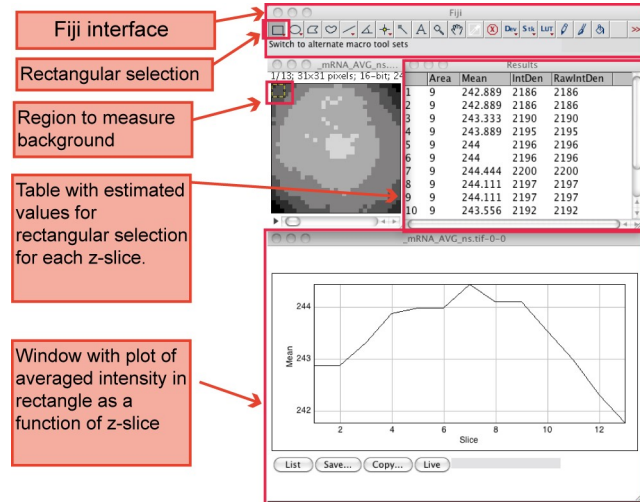 Fiji interface
Rectangular selection
Region to measure
background
Table with estimated
values for
rectangular selection
for each z-slice.
Window with plot of
averaged intensity in
rectangle as a
function of z-slice
Fiji
Dev Stk LUT >>
Switch to alternate macro tool sets
_mRNA_AVG_ns....
1/13; 31x31 pixels; 16-bit; 24
Results
Area Mean IntDen RawIntDen
1 9 242.889 2186 2186
2 9 242.889 2186 2186
3 9 243.333 2190 2190
4 9 243.889 2195 2195
5 9 244 2196 2196
6 9 244 2196 2196
7 9 244.444 2200 2200
8 9 244.111 2197 2197
9 9 244.111 2197 2197
10 9 243.556 2192 2192
_mRNA_AVG_ns.tif-0-0
244
243
242
Mean
2 4 6 8 10 12
Slice
List Save... Copy... Live